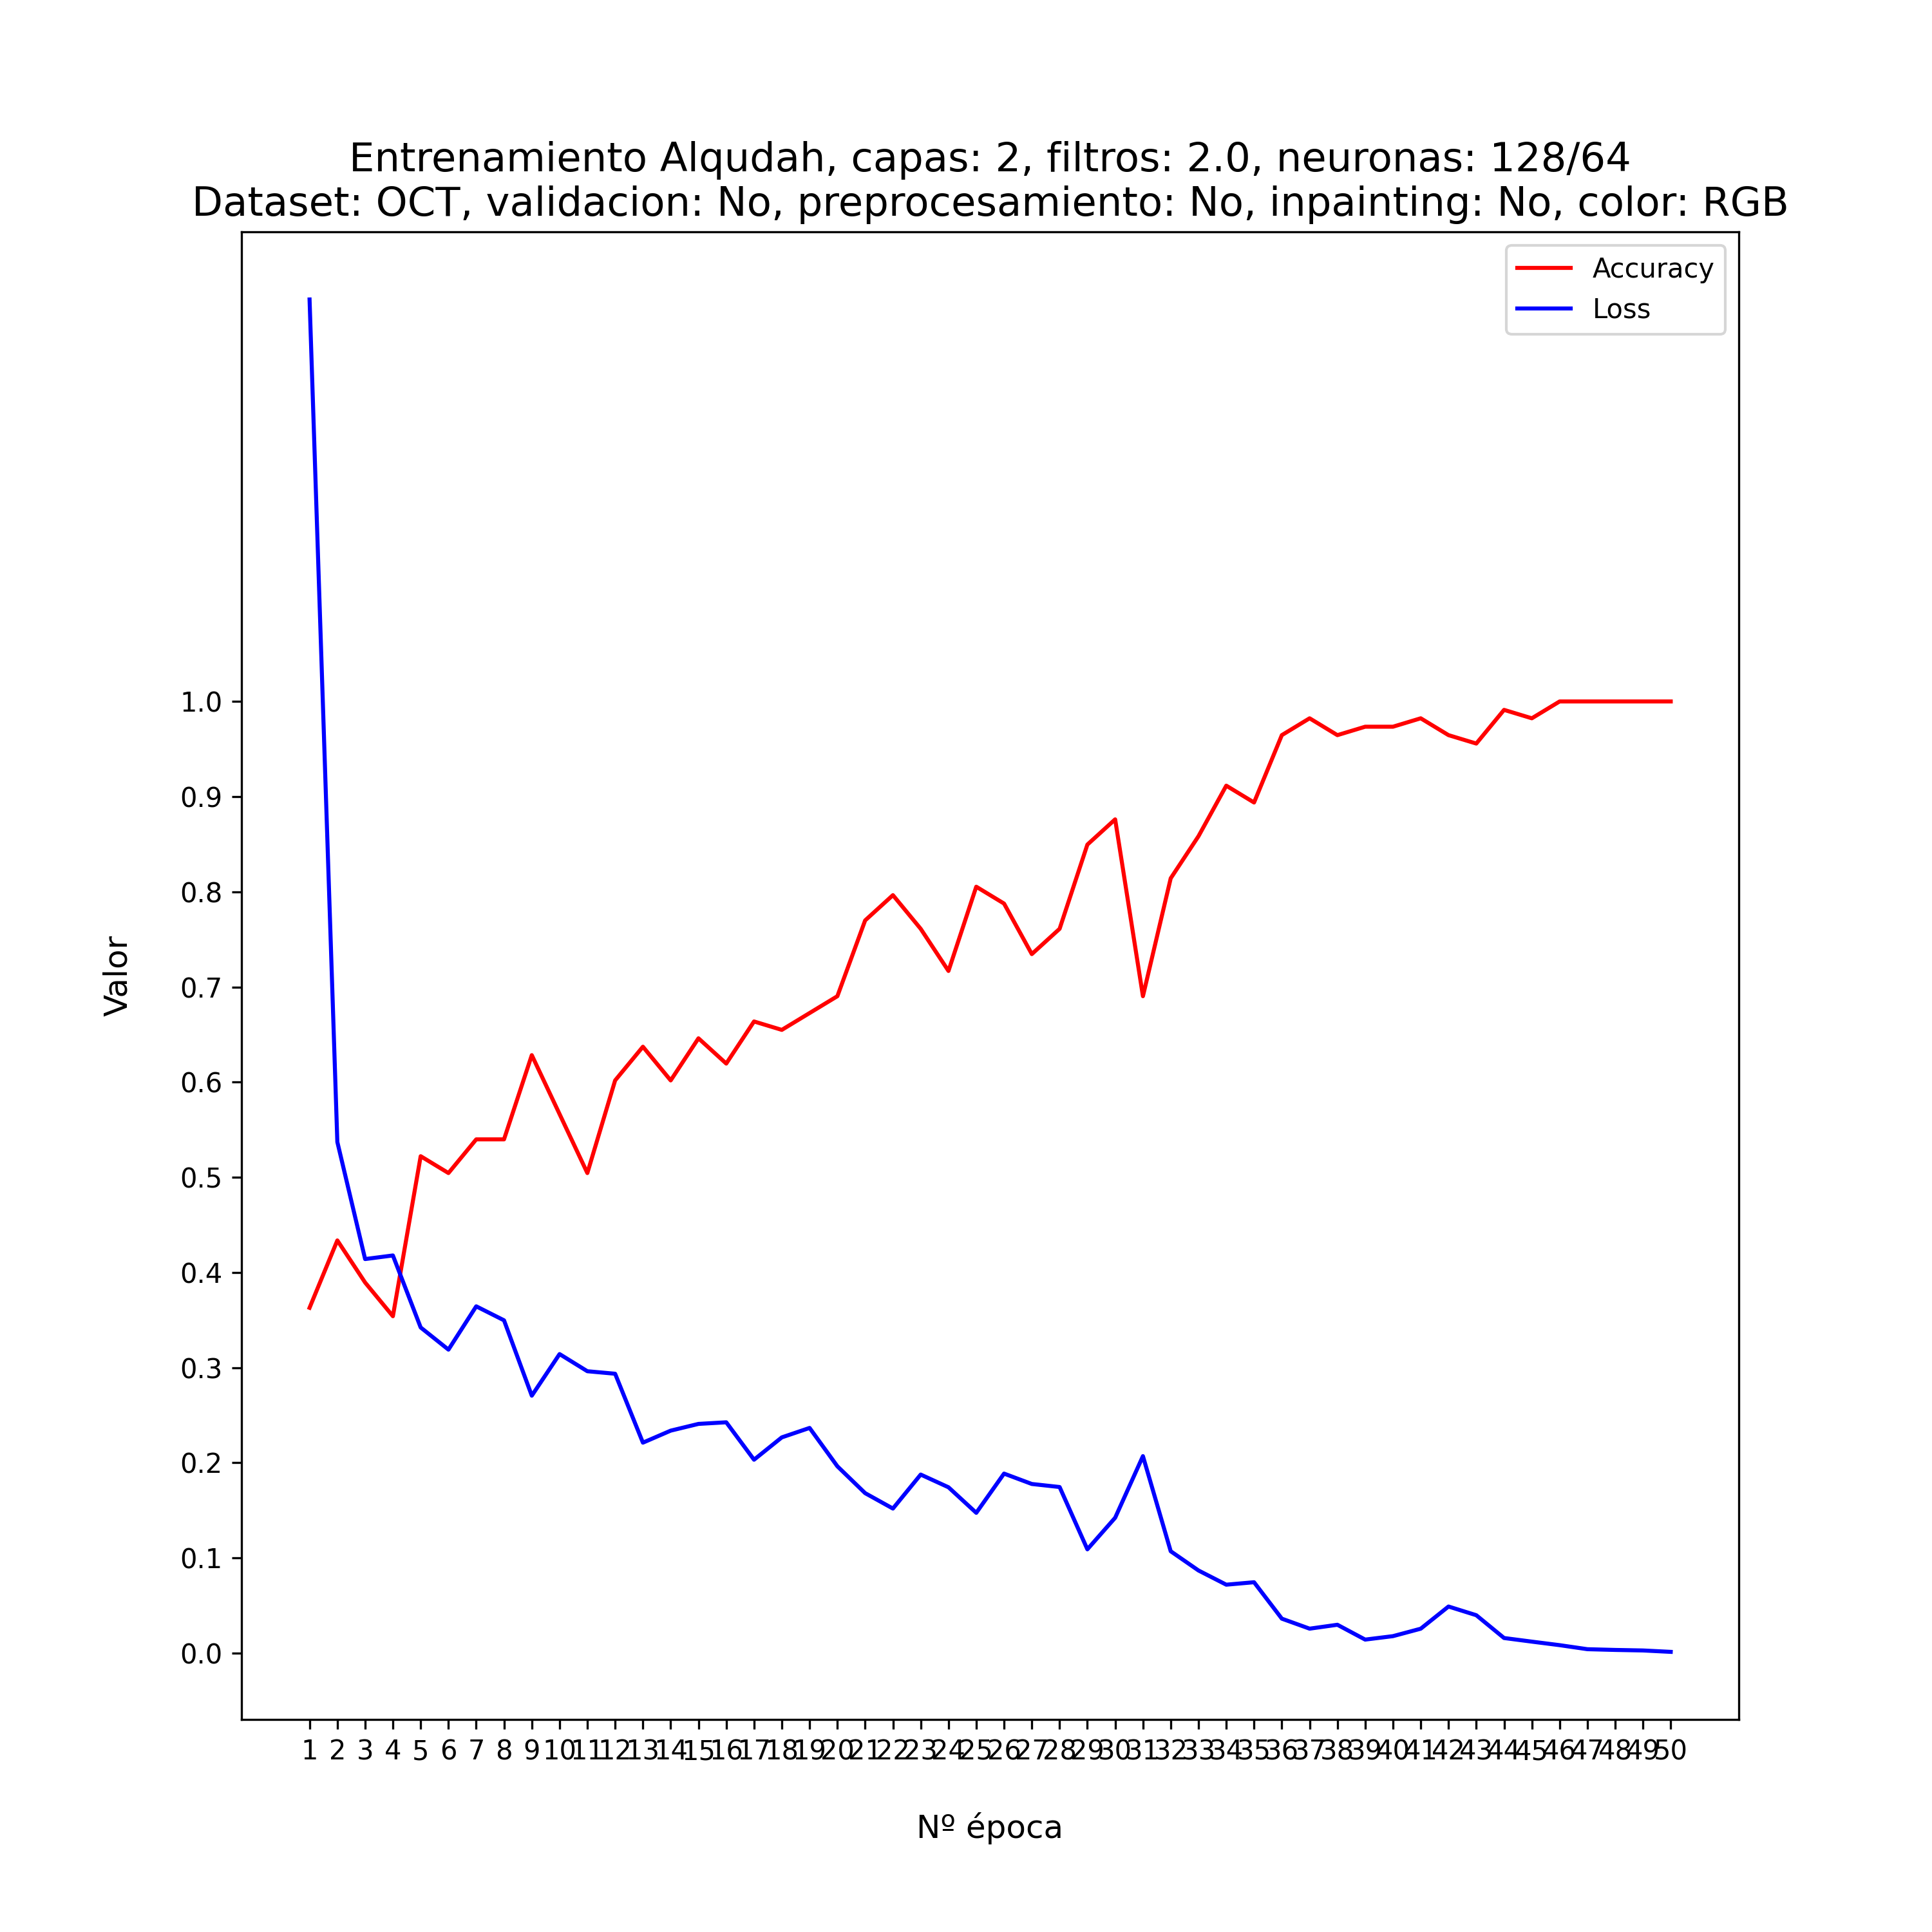 Entrenamiento Alqudah, capas: 2, filtros: 2.0, neuronas: 128/64
Dataset: OCT, validacion: No, preprocesamiento: No, inpainting: No, color: RGB
Accuracy
Loss
1.0
0.9
0.8
0.7
0.6
0.5
0.4
0.3
0.2
0.1
0.0
Valor
1 2 3 4 5 6 7 8 9 10 11 12 13 14 15 16 17 18 19 20 21 22 23 24 25 26 27 28 29 30 31 32 33 34 35 36 37 38 39 40 41 42 43 44 45 46 47 48 49 50
Nº época